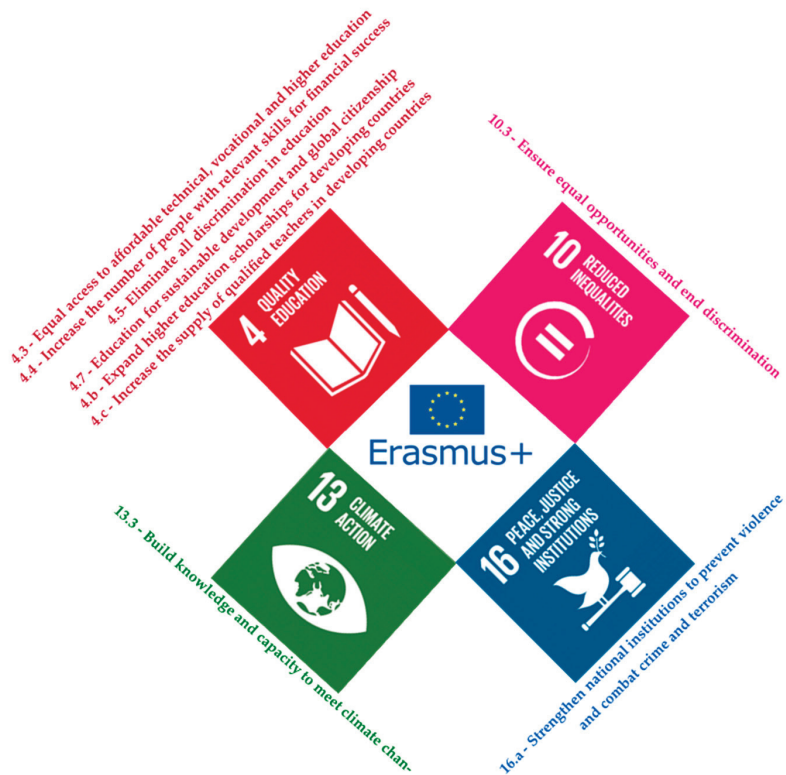 4.3 - Equal access to affordable technical, vocational and higher education
4.4 - Increase the number of people with relevant skills for financial success
4.5- Eliminate all discrimination in education
4.7 - Education for sustainable development and global citizenship
4.b - Expand higher education scholarships for developing countries
4.c - Increase the supply of qualified teachers in developing countries
10.3 - Ensure equal opportunities and end discrimination
4 QUALITY
EDUCATION
10 REDUCED
INEQUALITIES
Erasmus+
13 CLIMATE
ACTION
16 PEACE, JUSTICE
AND STRONG
INSTITUTIONS
13.3 - Build knowledge and capacity to meet climate chan-
16.a - Strengthen national institutions to prevent violence
and combat crime and terrorism